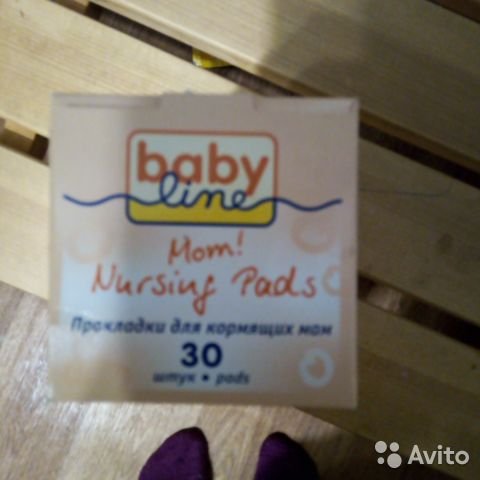 baby
line
Mom!
Nursing Pads
Прокладки для кормящих мам
30
штук • pads
Avito